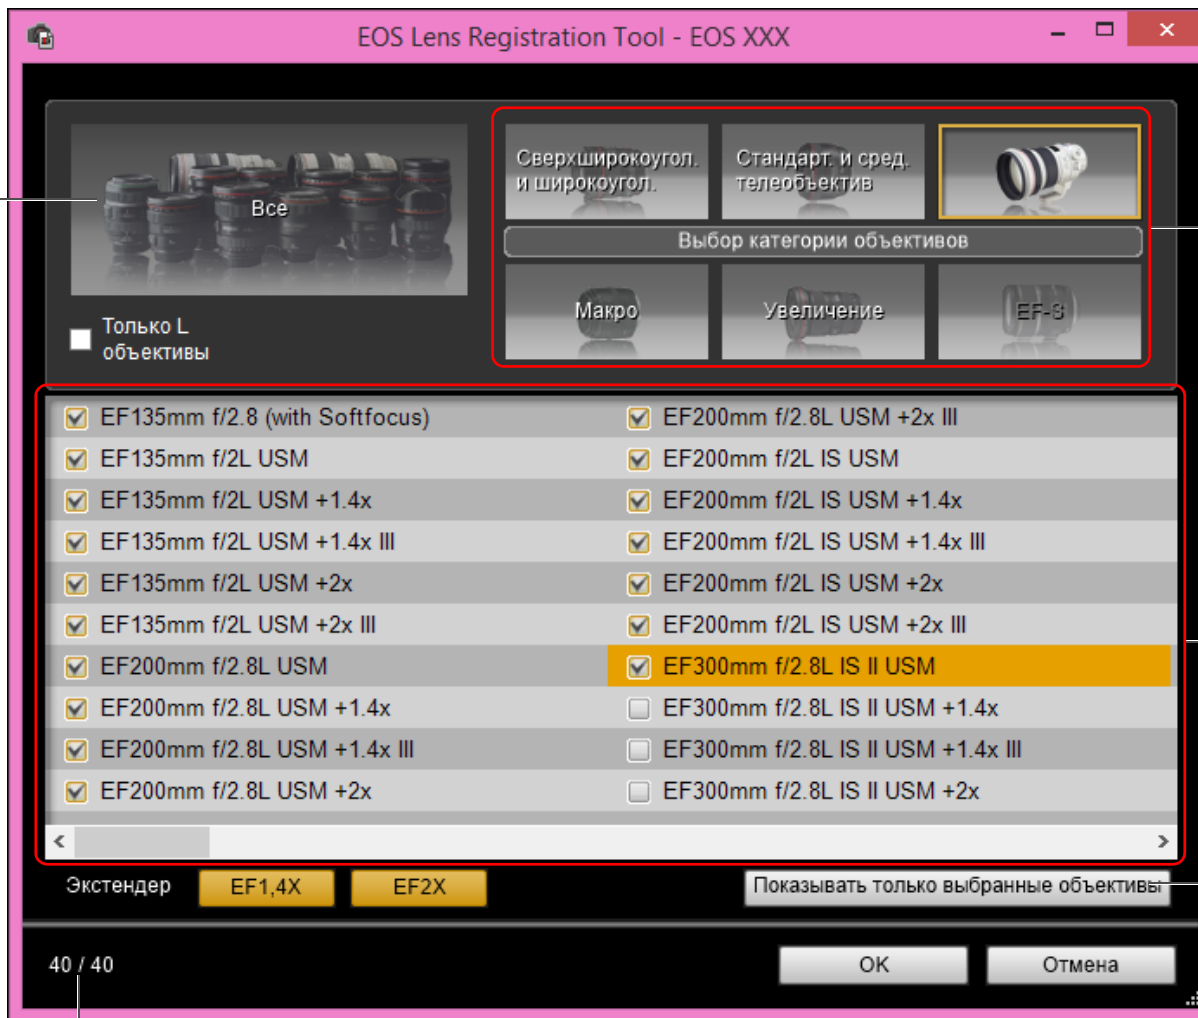 EOS Lens Registration Tool - EOS XXX
Все
Только L
объективы
Сверхширокоугол.
и широкоугол.
Стандарт. и сред.
телеобъектив
Выбор категории объективов
Макро
Увеличение
EF-S
EF135mm f/2.8 (with Softfocus)
EF135mm f/2L USM
EF135mm f/2L USM +1.4x
EF135mm f/2L USM +1.4x III
EF135mm f/2L USM +2x
EF135mm f/2L USM +2x III
EF200mm f/2.8L USM
EF200mm f/2.8L USM +1.4x
EF200mm f/2.8L USM +1.4x III
EF200mm f/2.8L USM +2x
EF200mm f/2.8L USM +2x III
EF200mm f/2L IS USM
EF200mm f/2L IS USM +1.4x
EF200mm f/2L IS USM +1.4x III
EF200mm f/2L IS USM +2x
EF200mm f/2L IS USM +2x III
EF300mm f/2.8L IS II USM
EF300mm f/2.8L IS II USM +1.4x
EF300mm f/2.8L IS II USM +1.4x III
EF300mm f/2.8L IS II USM +2x
Экстендер
EF1,4X
EF2X
Показывать только выбранные объективы
40 / 40
OK
Отмена